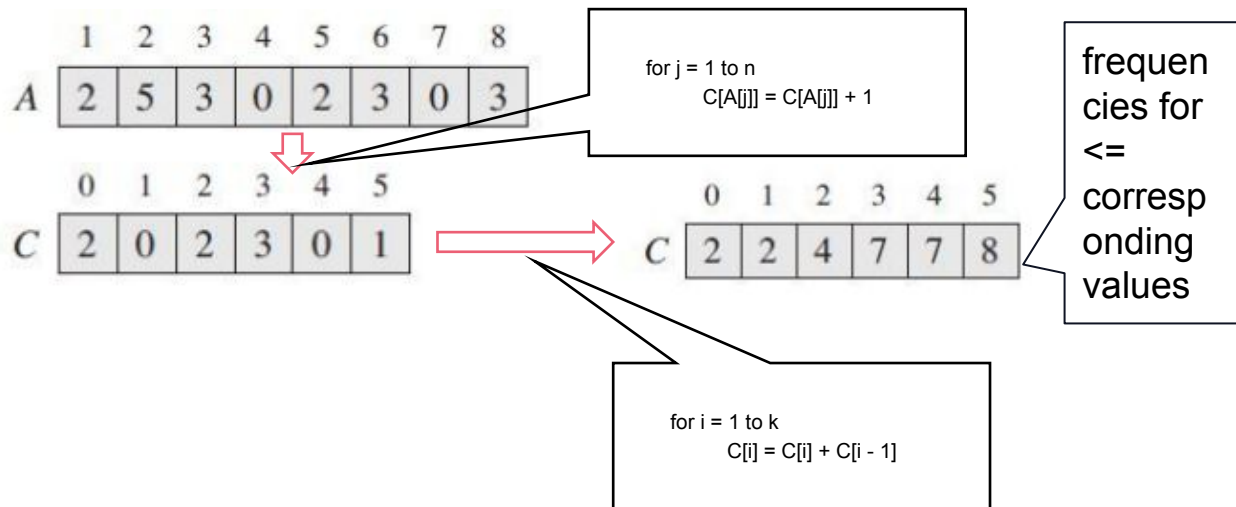 1 2 3 4 5 6 7 8
A 2 5 3 0 2 3 0 3
for j = 1 to n
C[A[j]] = C[A[j]] + 1
0 1 2 3 4 5
C 2 0 2 3 0 1
0 1 2 3 4 5
C 2 2 4 7 7 8
frequen
cies for
<=
corresp
onding
values
for i = 1 to k
C[i] = C[i] + C[i - 1]